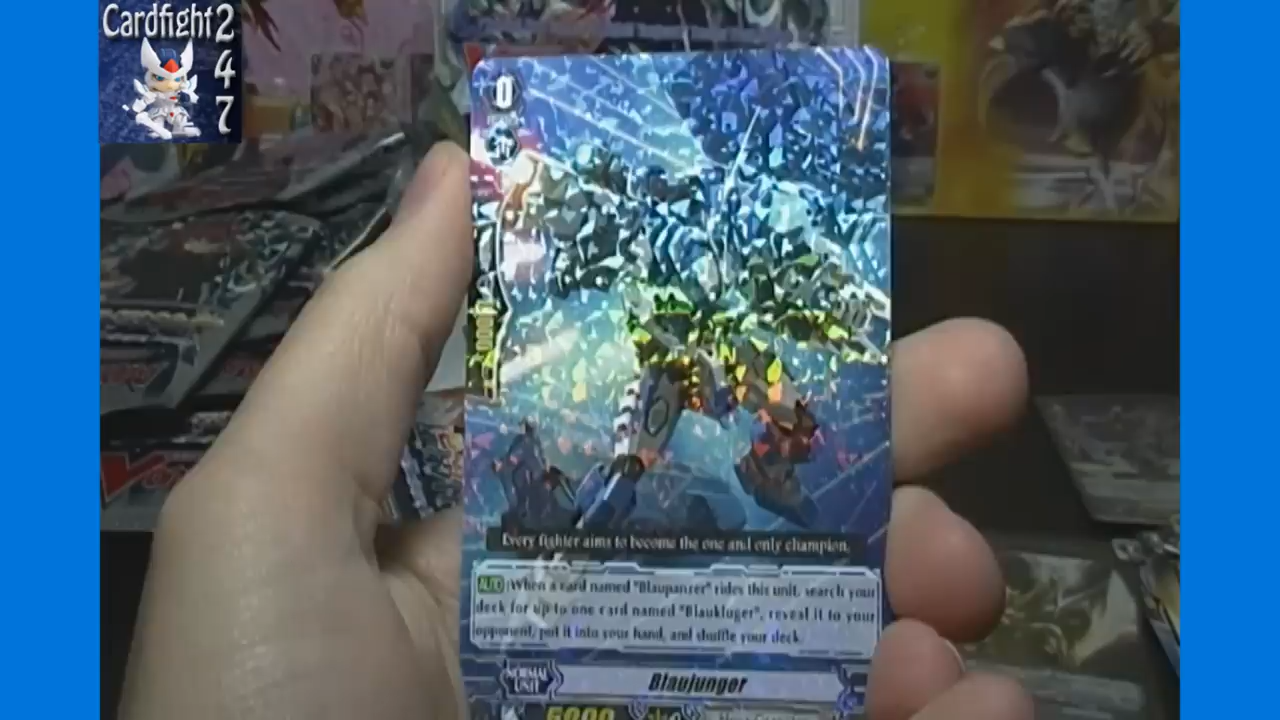 Cardfight2
4
7
0
Every fighter aims to become the one and only champion.
AUTO :When a card named "Blaupanzer" rides this unit, search your
deck for up to one card named "Blaukluger", reveal it to your
opponent, put it into your hand, and shuffle your deck.
NORMAL
UNIT
Blaujunger